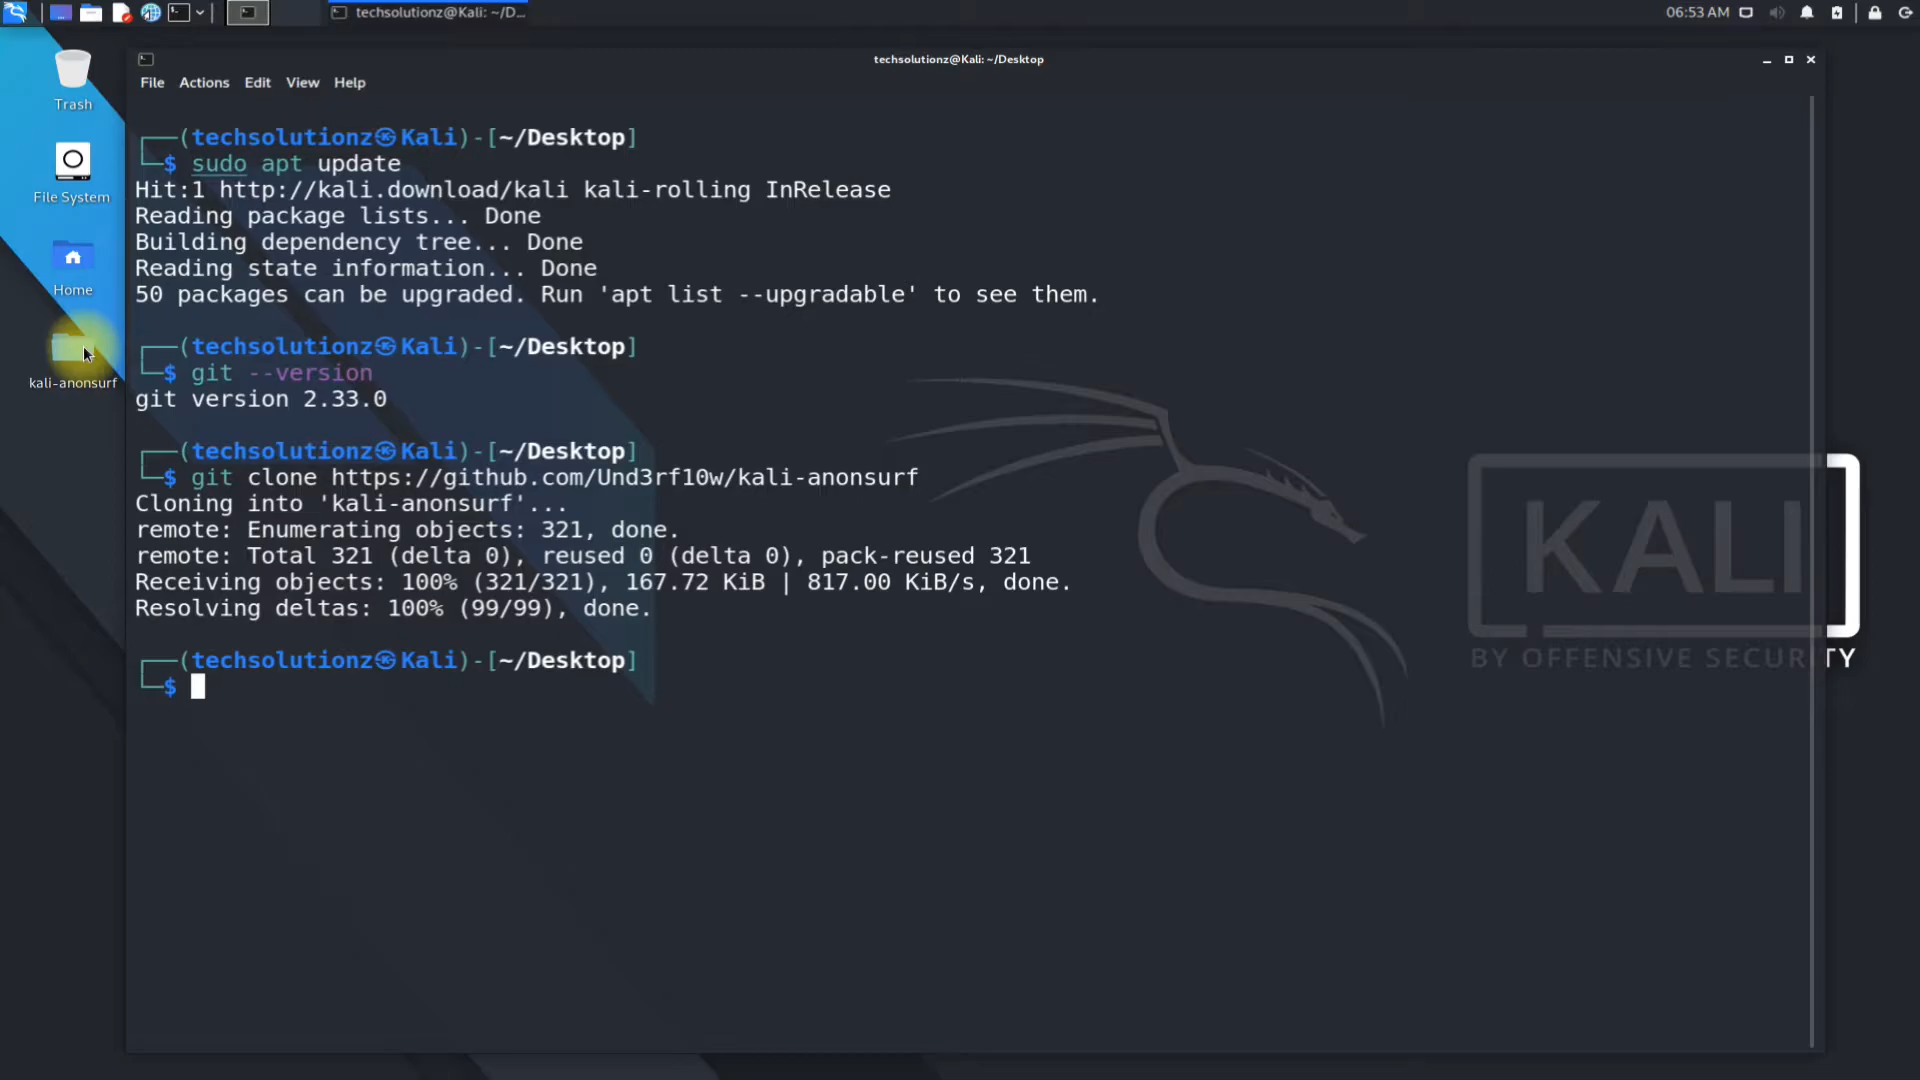 techsolutionz@Kali: ~/D...
06:53 AM
techsolutionz@Kali: ~/Desktop
File Actions Edit View Help
Trash
File System
Home
kali-anonsurf
┌──(techsolutionz㉿Kali)-[~/Desktop]
└─$ sudo apt update
Hit:1 http://kali.download/kali kali-rolling InRelease
Reading package lists... Done
Building dependency tree... Done
Reading state information... Done
50 packages can be upgraded. Run 'apt list --upgradable' to see them.
┌──(techsolutionz㉿Kali)-[~/Desktop]
└─$ git --version
git version 2.33.0
┌──(techsolutionz㉿Kali)-[~/Desktop]
└─$ git clone https://github.com/Und3rf10w/kali-anonsurf
Cloning into 'kali-anonsurf'...
remote: Enumerating objects: 321, done.
remote: Total 321 (delta 0), reused 0 (delta 0), pack-reused 321
Receiving objects: 100% (321/321), 167.72 KiB | 817.00 KiB/s, done.
Resolving deltas: 100% (99/99), done.
┌──(techsolutionz㉿Kali)-[~/Desktop]
└─$
KALI
BY OFFENSIVE SECURITY